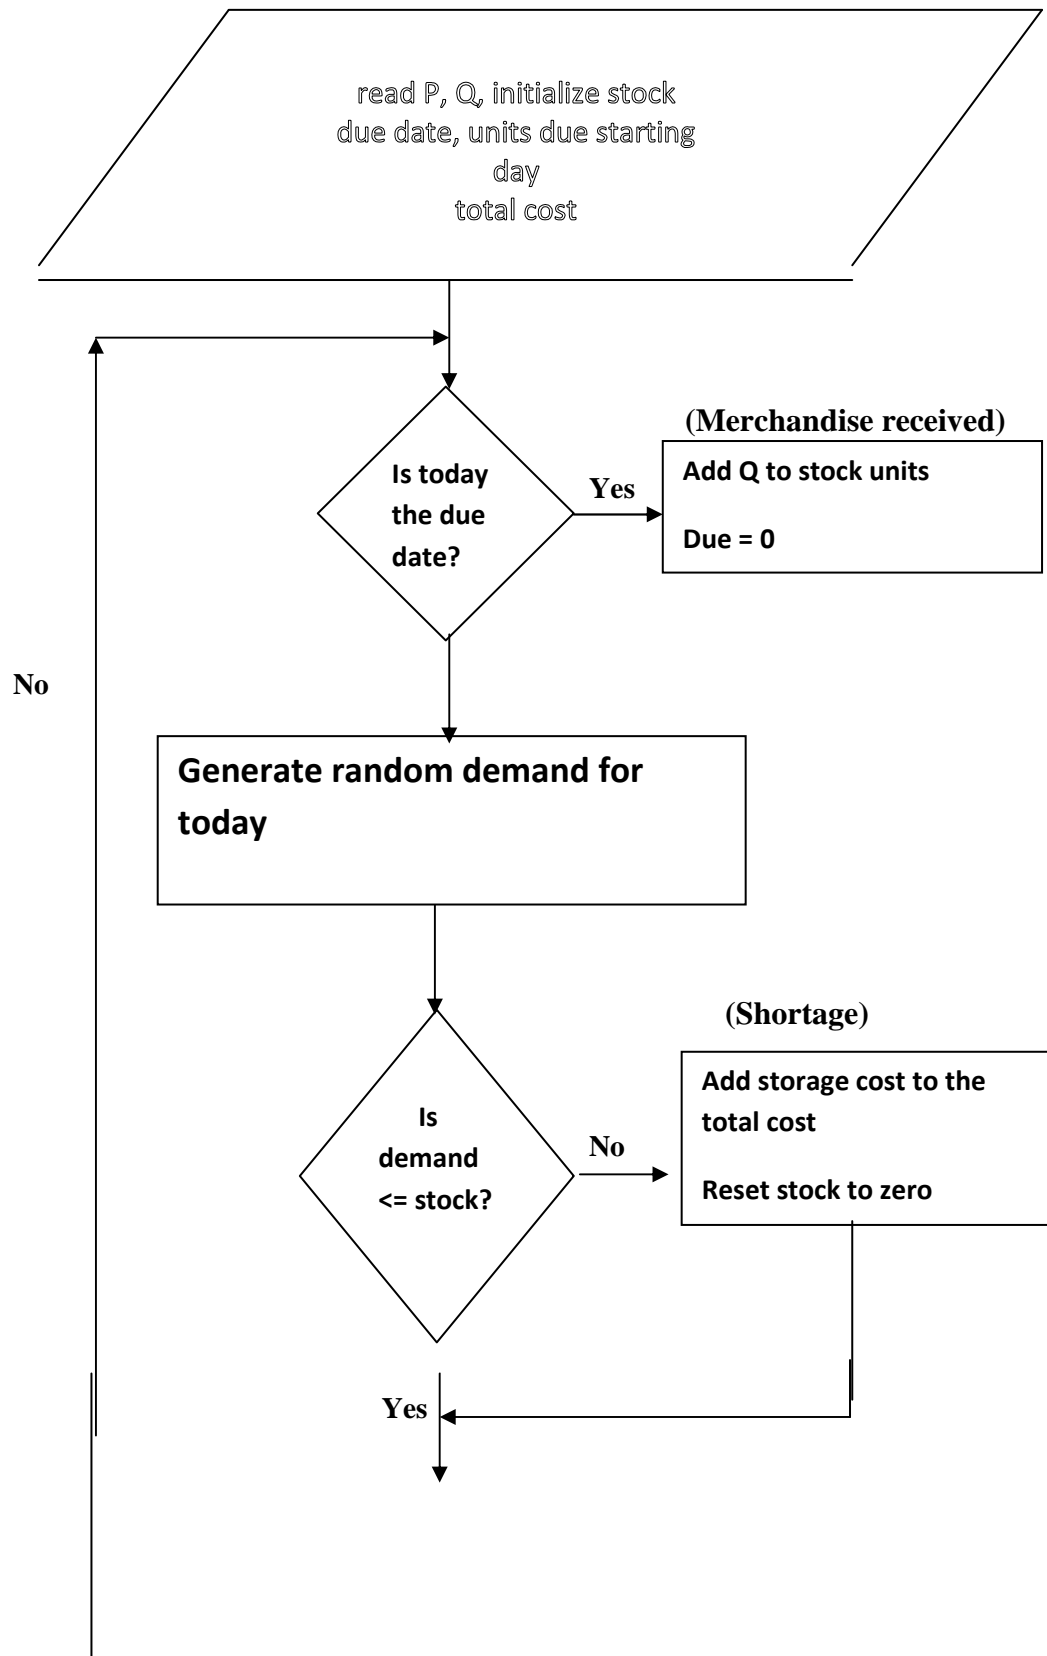 read P, Q, initialize stock
due date, units due starting
day
total cost
(Merchandise received)
Is today
the due
date?
Yes
Add Q to stock units
Due = 0
No
Generate random demand for
today
(Shortage)
Is
demand
<= stock?
No
Add storage cost to the
total cost
Reset stock to zero
Yes